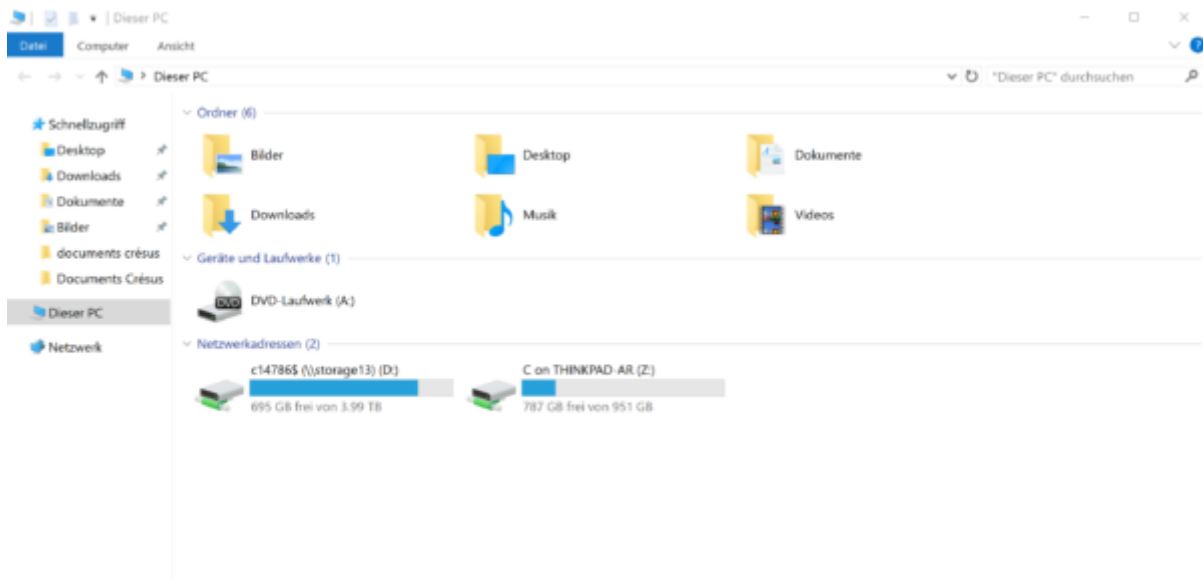 Dieser PC
Datei Computer Ansicht
Dieser PC "Dieser PC" durchsuchen
Schnellzugriff
Desktop
Downloads
Dokumente
Bilder
documents crésus
Documents Crésus
Dieser PC
Netzwerk
Ordner (6)
Bilder Desktop Dokumente
Downloads Musik Videos
Geräte und Laufwerke (1)
DVD
DVD-Laufwerk (A:)
Netzwerkadressen (2)
c14786$ (\\storage13) (D:) C on THINKPAD-AR (Z:)
695 GB frei von 3.99 TB 787 GB frei von 951 GB